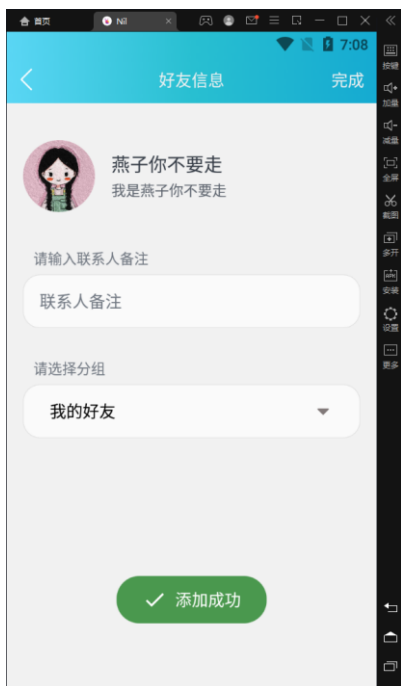 首页
Nil
7:08
好友信息
完成
燕子你不要走
我是燕子你不要走
请输入联系人备注
联系人备注
请选择分组
我的好友
添加成功
按键
加量
减量
全屏
截图
多开
安装
设置
更多